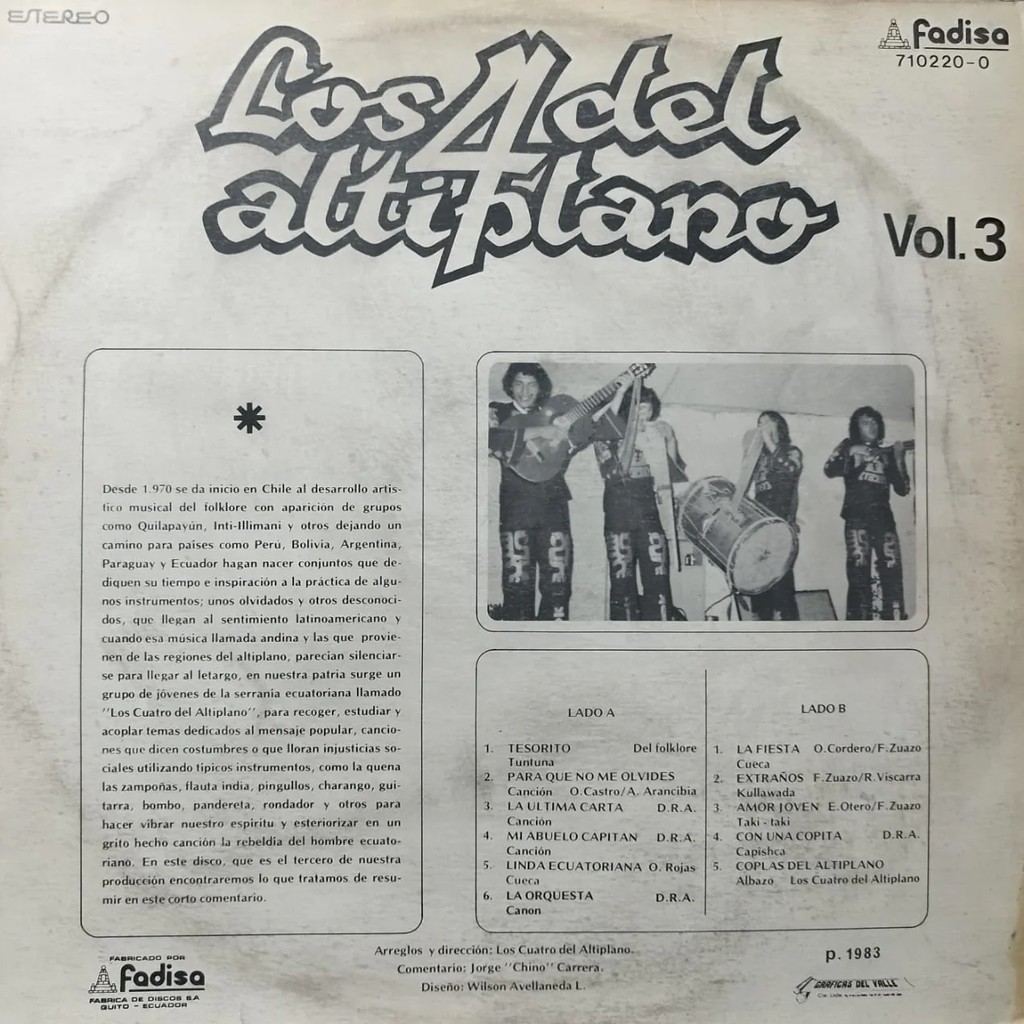 ESTEREO
Fadisa
710220-0
Los 4 del
altiplano
Vol. 3
*
Desde 1.970 se da inicio en Chile al desarrollo artis-
tico musical del folklore con aparición de grupos
como Quilapayún, Inti-Illimani y otros dejando un
camino para países como Perú, Bolivia, Argentina,
Paraguay y Ecuador hagan nacer conjuntos que de-
diquen su tiempo e inspiración a la práctica de algu-
nos instrumentos; unos olvidados y otros desconoci-
dos, que llegan al sentimiento latinoamericano y
cuando esa música llamada andina y las que provie-
nen de las regiones del altiplano, parecian silenciar-
se para llegar al letargo, en nuestra patria surge un
grupo de jóvenes de la serranía ecuatoriana llamado
"Los Cuatro del Altiplano", para recoger, estudiar y
acoplar temas dedicados al mensaje popular, cancio-
nes que dicen costumbres o que lloran injusticias so-
ciales utilizando típicos instrumentos, como la quena
las zampoñas, flauta india, pingullos, charango, gui-
tarra, bombo, pandereta, rondador y otros para
hacer vibrar nuestro espiritu y esteriorizar en un
grito hecho canción la rebeldía del hombre ecuato-
riano. En este disco, que es el tercero de nuestra
producción encontraremos lo que tratamos de resu-
mir en este corto comentario.
LADO A
1. TESORITO Del folklore
Tuntuna
2. PARA QUE NO ME OLVIDES
Canción O.Castro/A. Arancibia
3. LA ULTIMA CARTA D.R.A.
Canción
4. MI ABUELO CAPITAN D.R.A.
Canción
5. LINDA ECUATORIANA O. Rojas
Cueca
6. LA ORQUESTA D.R.A.
Canon
LADO B
1. LA FIESTA O.Cordero/F.Zuazo
Cueca
2. EXTRAÑOS F.Zuazo/R.Viscarra
Kullawada
3. AMOR JOVEN E.Otero/F.Zuazo
Taki - taki
4. CON UNA COPITA D.R.A.
Capishca
5. COPLAS DEL ALTIPLANO
Albazo Los Cuatro del Altiplano
FABRICADO POR
Fadisa
FABRICA DE DISCOS S.A
QUITO - ECUADOR
Arreglos y dirección: Los Cuatro del Altiplano.
Comentario: Jorge "Chino" Carrera.
Diseño: Wilson Avellaneda L.
p. 1983
GRAFICAS DEL VALLE